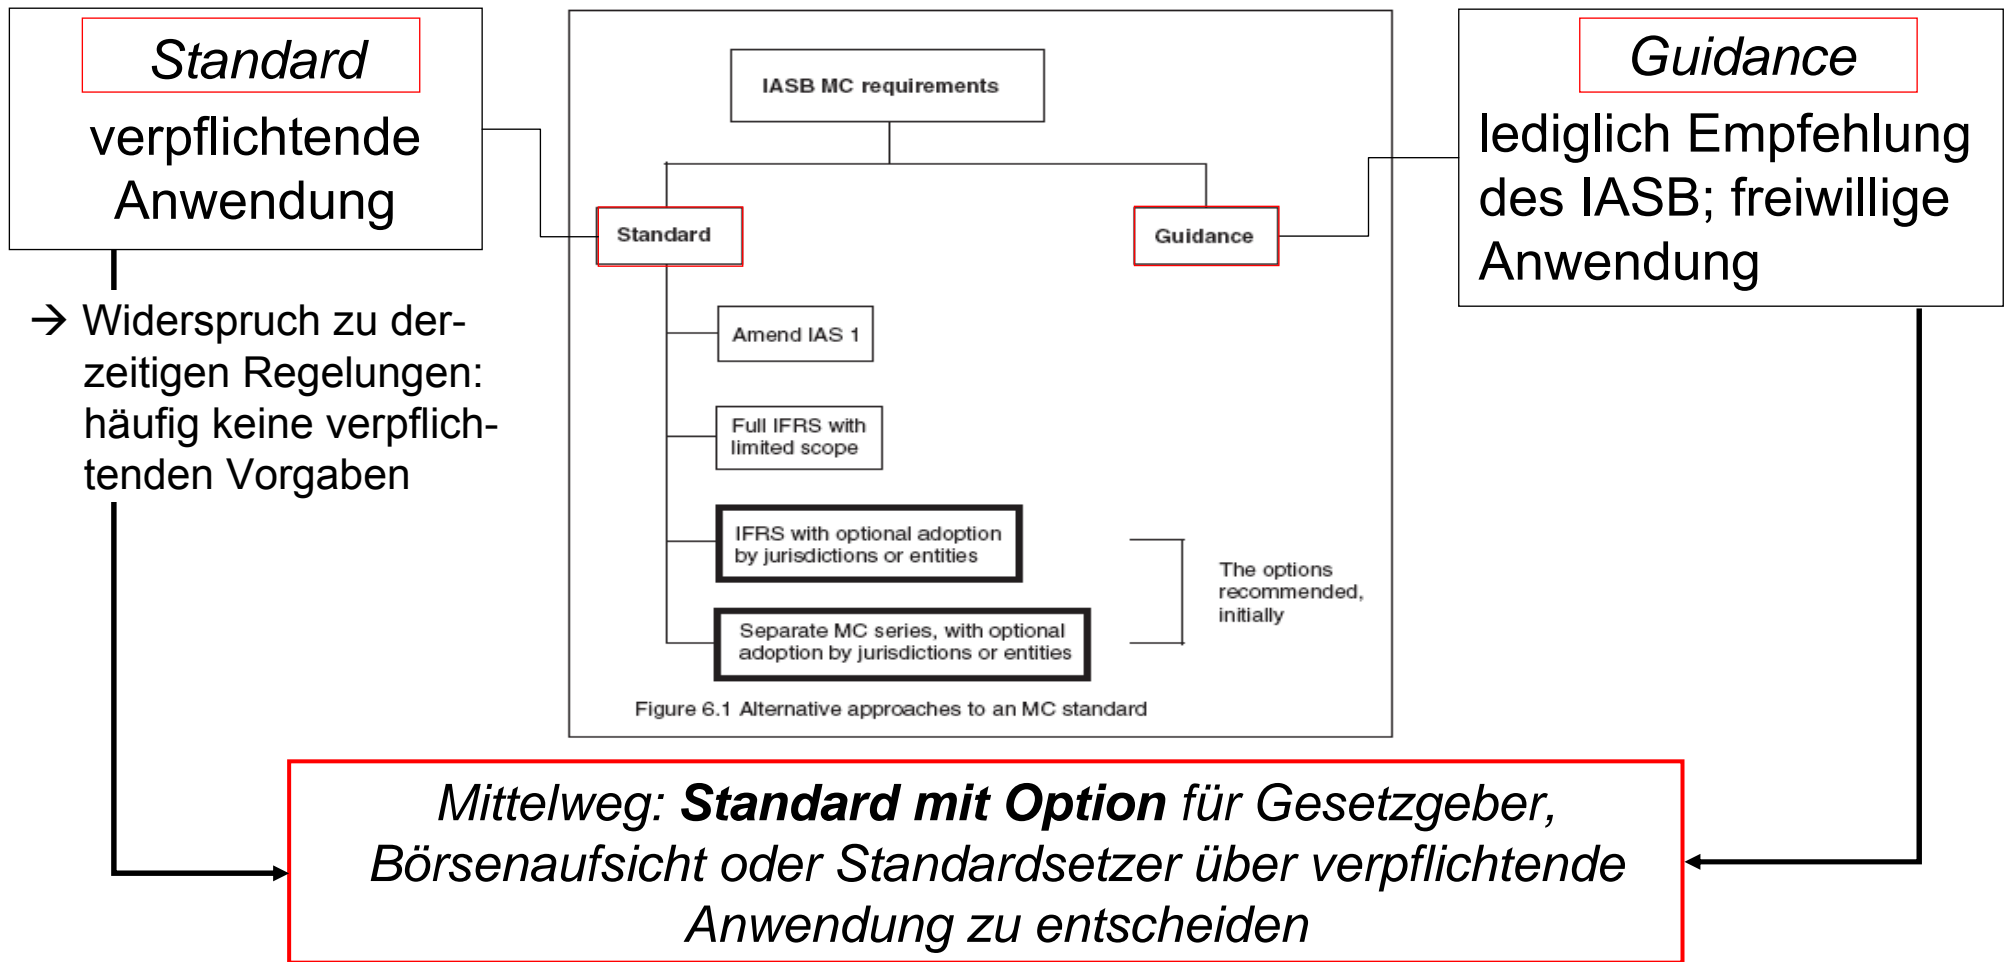 Standard
verpflichtende
Anwendung
→ Widerspruch zu der-
zeitigen Regelungen:
häufig keine verpflich-
tenden Vorgaben
IASB MC requirements
Standard
Guidance
Amend IAS 1
Full IFRS with
limited scope
IFRS with optional adoption
by jurisdictions or entities
Separate MC series, with optional
adoption by jurisdictions or entities
The options
recommended,
initially
Figure 6.1 Alternative approaches to an MC standard
Guidance
lediglich Empfehlung
des IASB; freiwillige
Anwendung
Mittelweg: Standard mit Option für Gesetzgeber,
Börsenaufsicht oder Standardsetzer über verpflichtende
Anwendung zu entscheiden